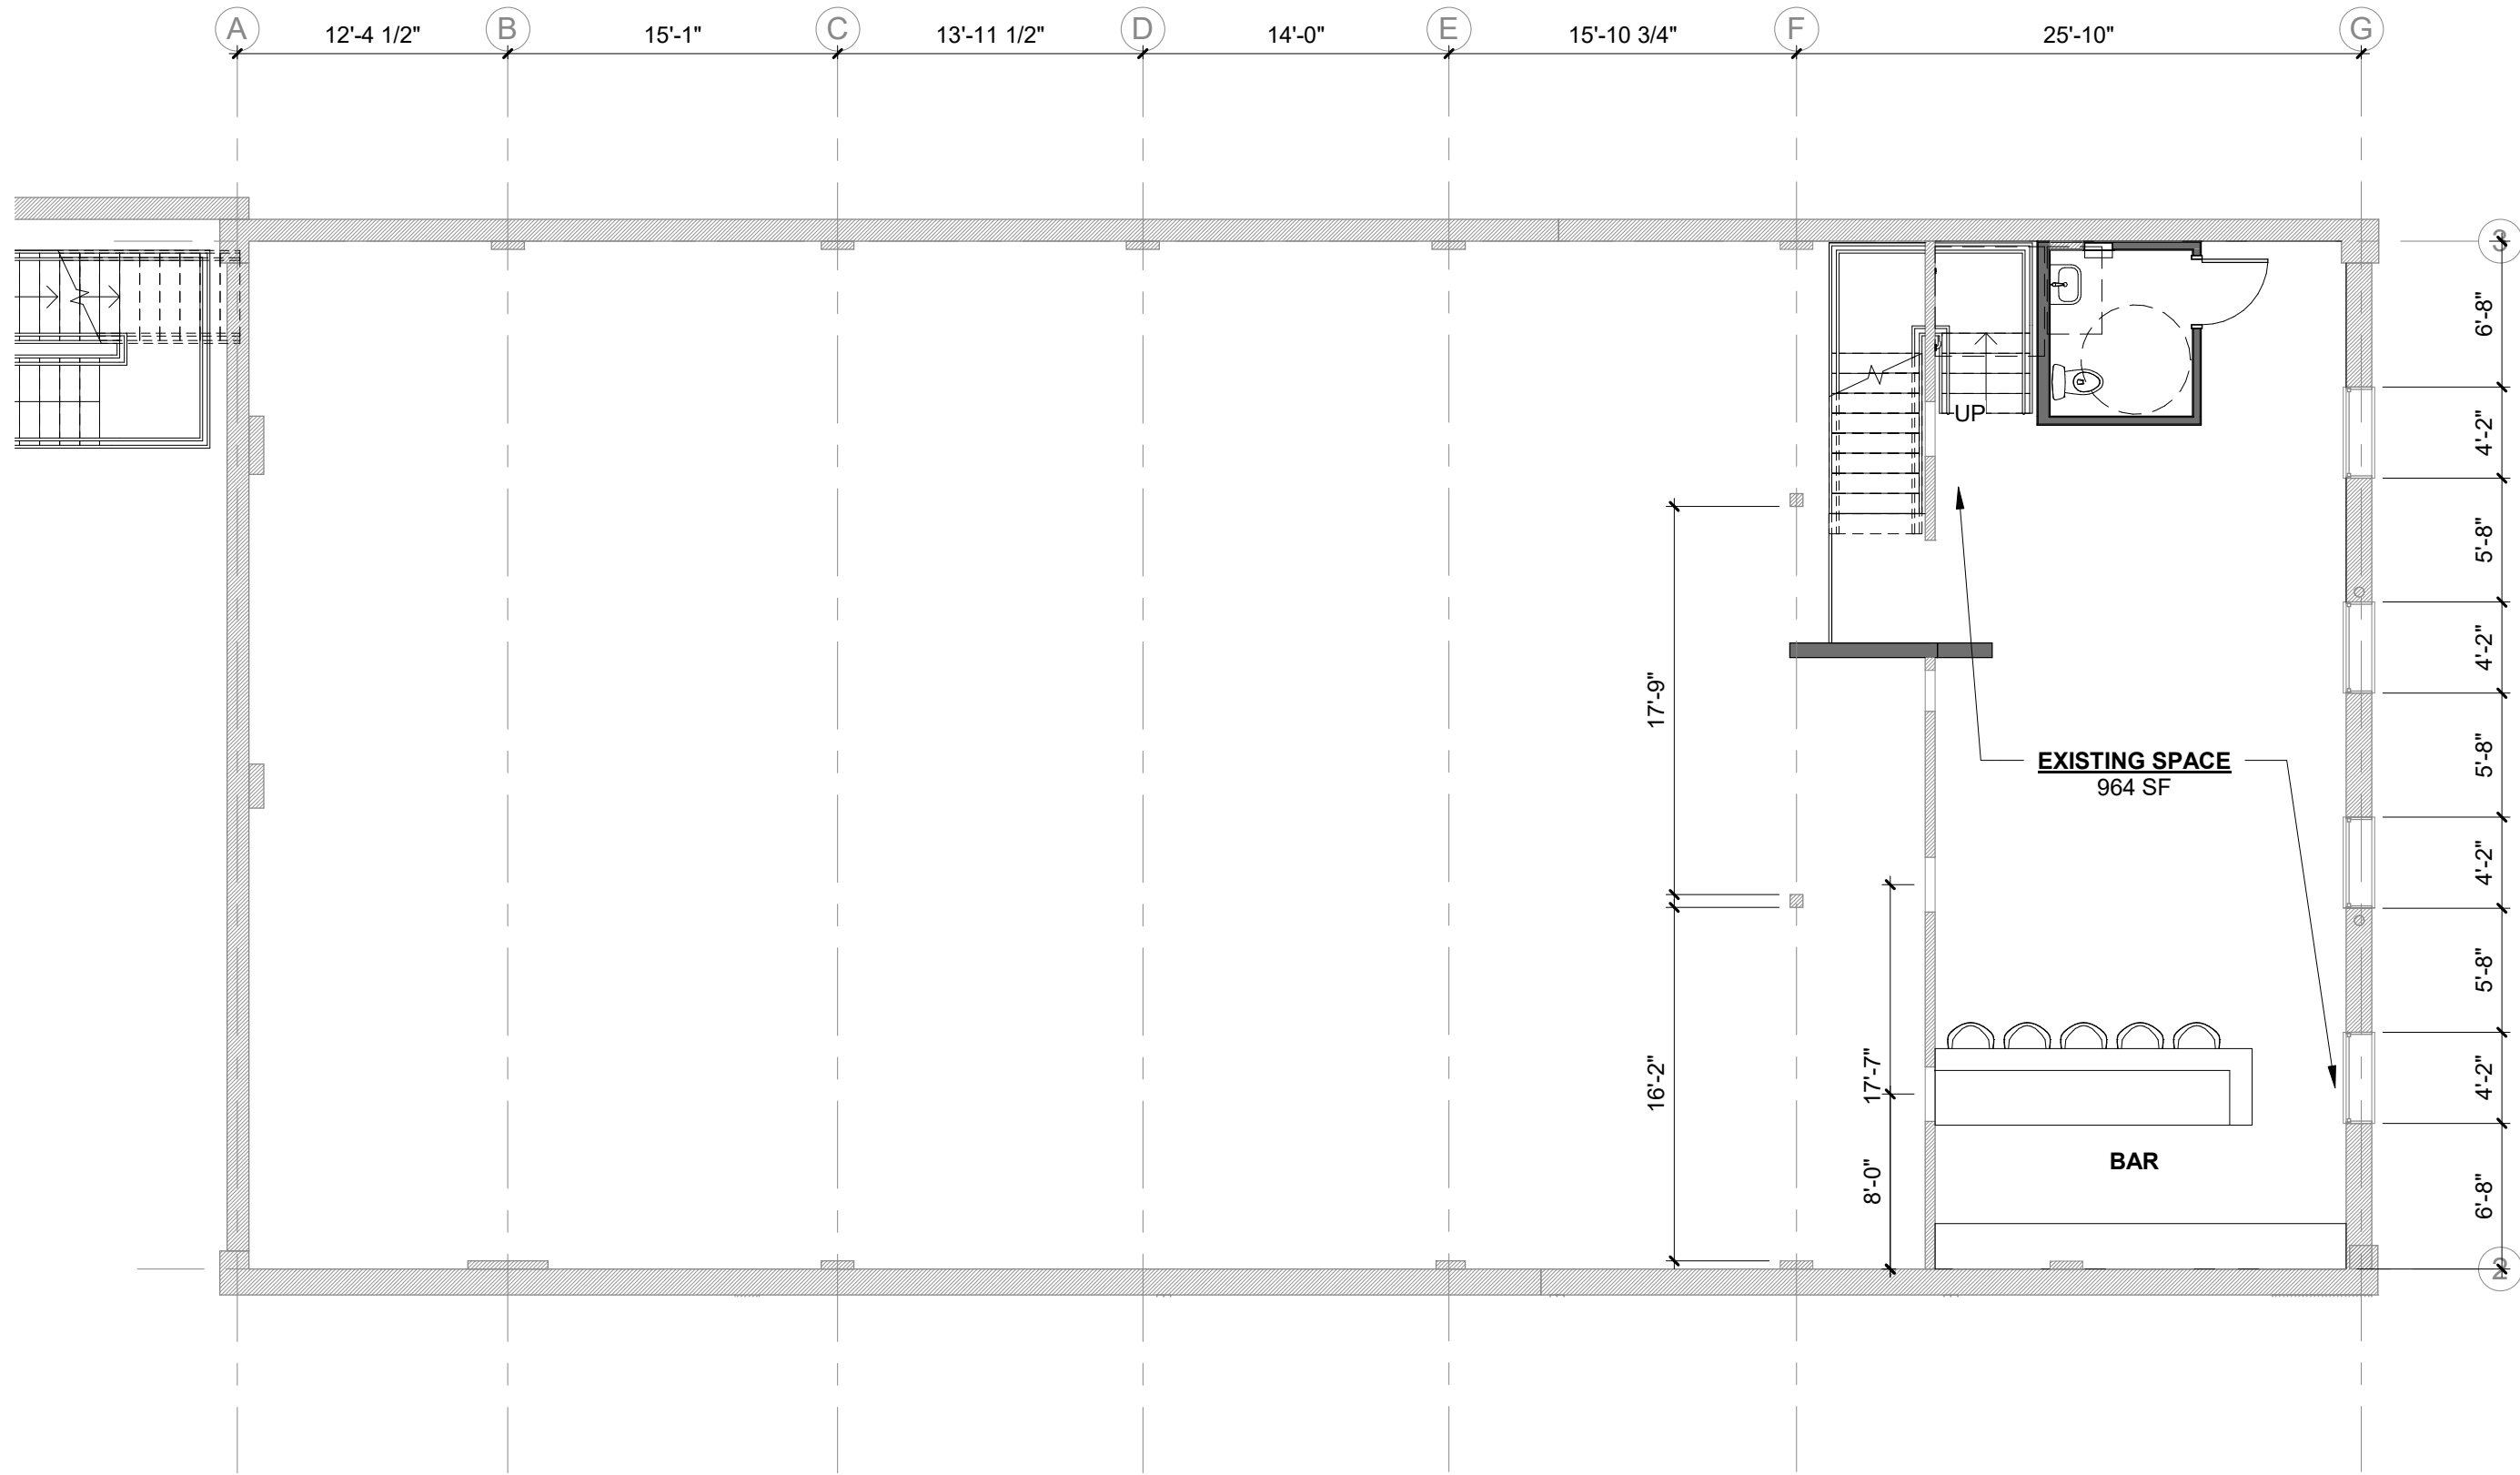 A
B
C
D
E
F
G
12'-4 1/2"
15'-1"
13'-11 1/2"
14'-0"
15'-10 3/4"
25'-10"
3
6'-8"
4'-2"
5'-8"
4'-2"
5'-8"
4'-2"
5'-8"
4'-2"
6'-8"
2
UP
17'-9"
16'-2"
17'-7"
8'-0"
EXISTING SPACE
964 SF
BAR